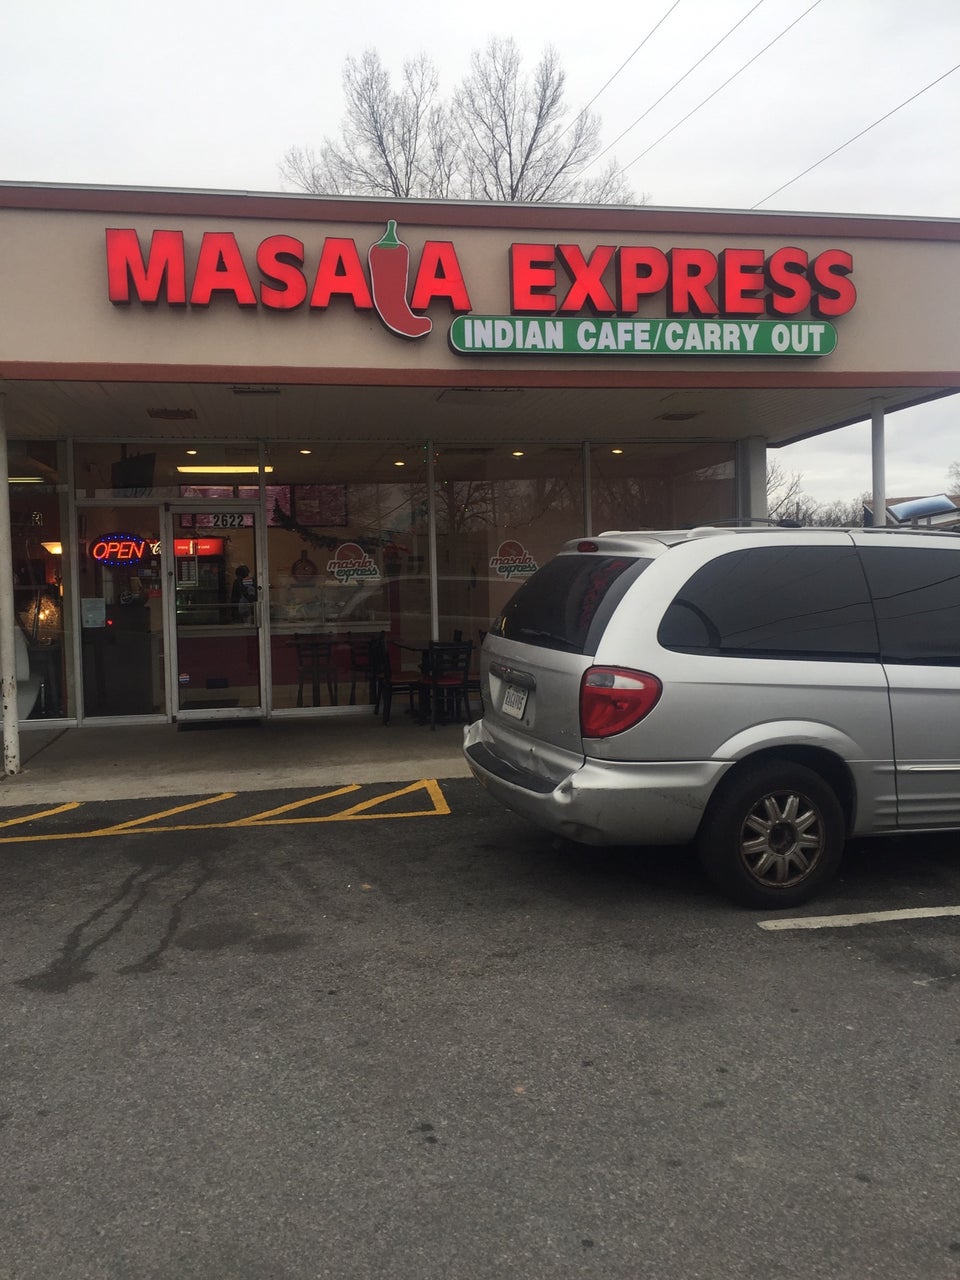 MASALA EXPRESS
INDIAN CAFE/CARRY OUT
2622
OPEN
masala
express
masala
express